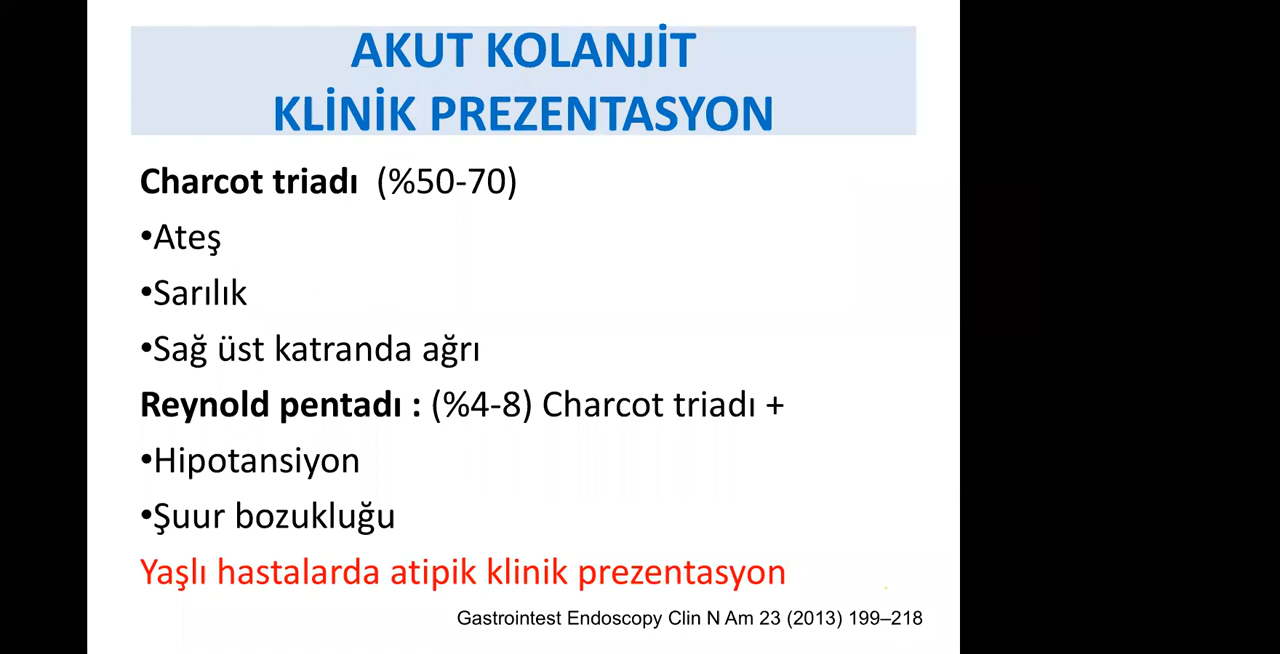 AKUT KOLANJİT
KLİNİK PREZENTASYON
Charcot triadı (%50-70)
•Ateş
•Sarılık
•Sağ üst katranda ağrı
Reynold pentadı : (%4-8) Charcot triadı +
•Hipotansiyon
•Şuur bozukluğu
Yaşlı hastalarda atipik klinik prezentasyon
Gastrointest Endoscopy Clin N Am 23 (2013) 199–218